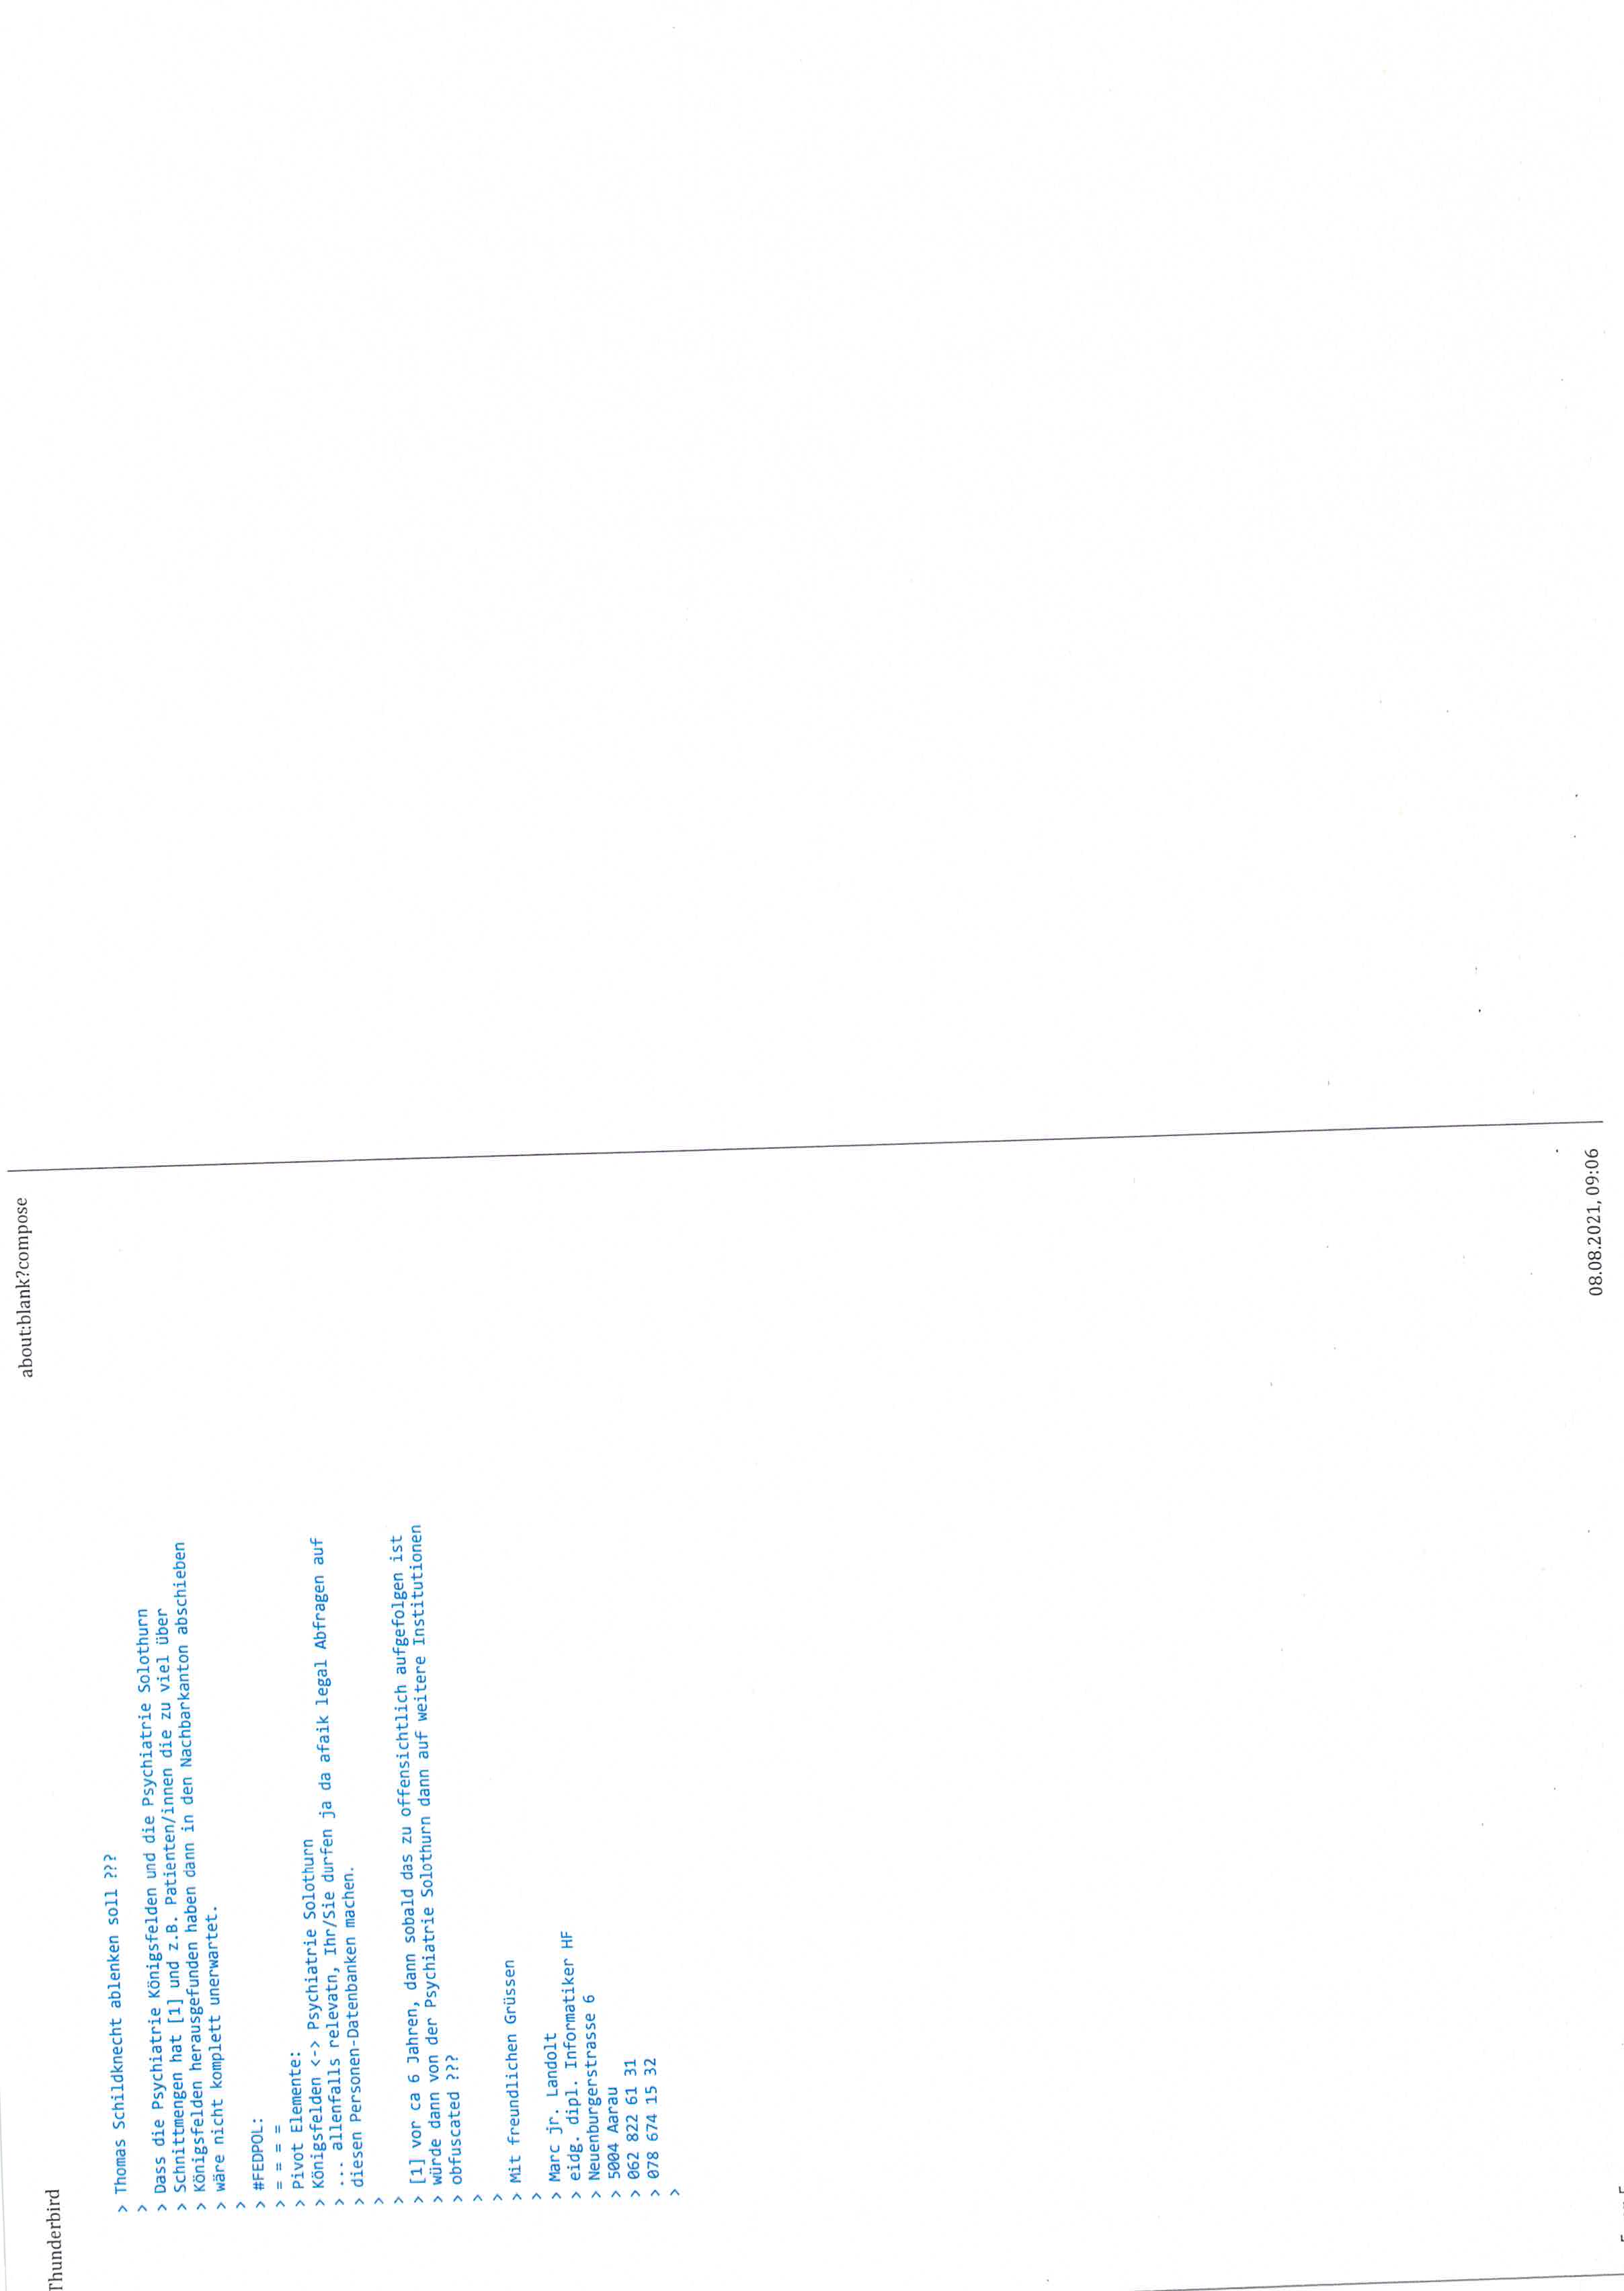 Thunderbird
about:blank?compose
> Thomas Schildknecht ablenken soll ???
>
> Dass die Psychiatrie Königsfelden und die Psychiatrie Solothurn
> Schnittmengen hat [1] und z.B. Patienten/innen die zu viel über
> Königsfelden herausgefunden haben dann in den Nachbarkanton abschieben
> wäre nicht komplett unerwartet.
>
> #FEDPOL:
> = = = =
> Pivot Elemente:
> Königsfelden <-> Psychiatrie Solothurn
> ... allenfalls relevatn, Ihr/Sie durfen ja da afaik legal Abfragen auf
> diesen Personen-Datenbanken machen.
>
>
> [1] vor ca 6 Jahren, dann sobald das zu offensichtlich aufgefolgen ist
> würde dann von der Psychiatrie Solothurn dann auf weitere Institutionen
> obfuscated ???
>
>
> Mit freundlichen Grüssen
>
> Marc jr. Landolt
> eidg. dipl. Informatiker HF
> Neuenburgerstrasse 6
> 5004 Aarau
> 062 822 61 31
> 078 674 15 32
>
08.08.2021, 09:06